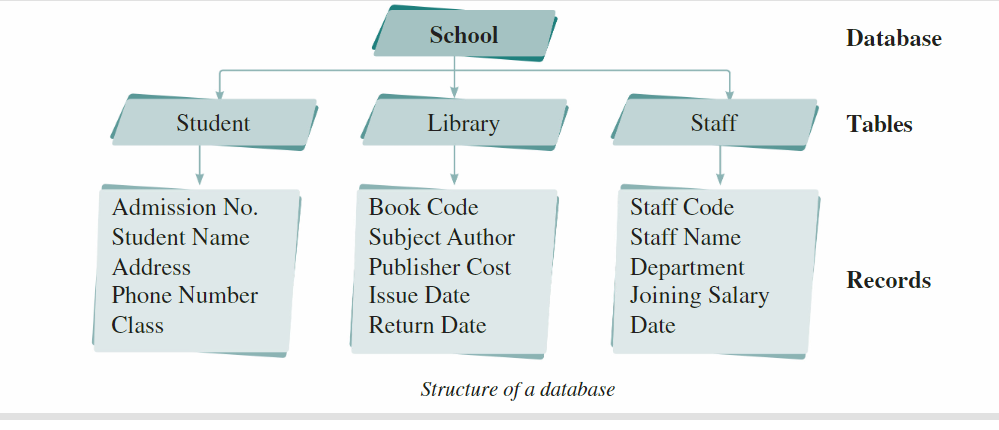 School
Database
Student
Library
Staff
Tables
Admission No.
Student Name
Address
Phone Number
Class
Book Code
Subject Author
Publisher Cost
Issue Date
Return Date
Staff Code
Staff Name
Department
Joining Salary
Date
Records
Structure of a database